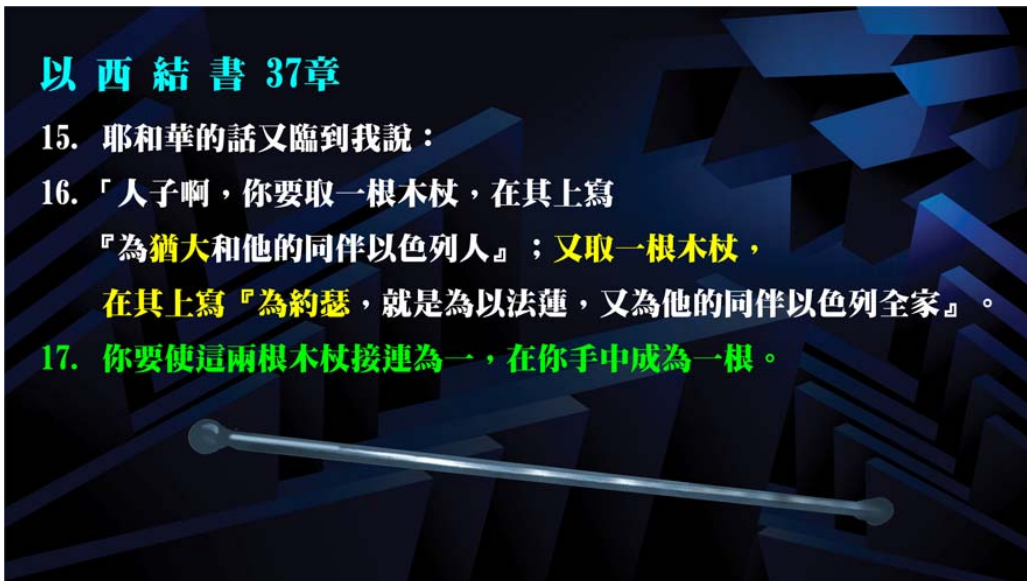 以西結書 37章
15. 耶和華的話又臨到我說：
16. 「人子啊，你要取一根木杖，在其上寫
『為猶大和他的同伴以色列人』；又取一根木杖，
在其上寫『為約瑟，就是為以法蓮，又為他的同伴以色列全家』。
17. 你要使這兩根木杖接連為一，在你手中成為一根。